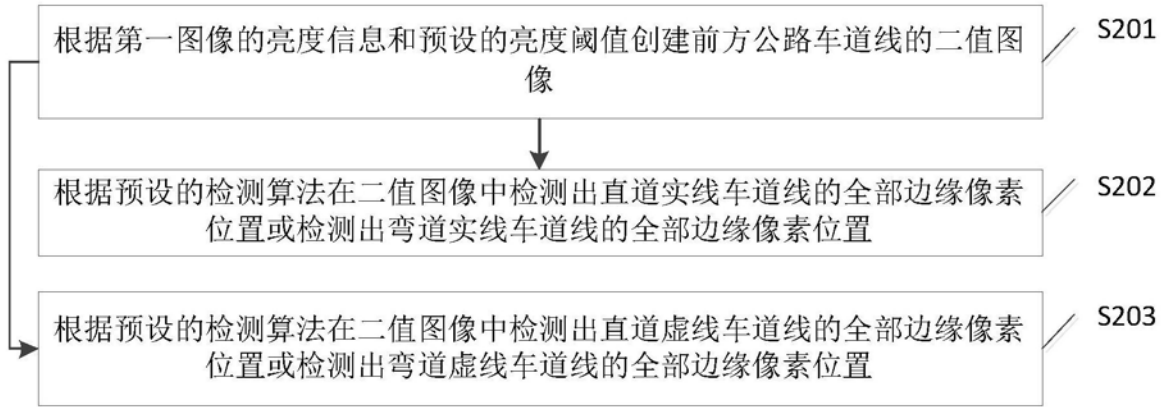 根据第一图像的亮度信息和预设的亮度阈值创建前方公路车道线的二值图
像
S201
根据预设的检测算法在二值图像中检测出直道实线车道线的全部边缘像素
位置或检测出弯道实线车道线的全部边缘像素位置
S202
根据预设的检测算法在二值图像中检测出直道虚线车道线的全部边缘像素
位置或检测出弯道虚线车道线的全部边缘像素位置
S203